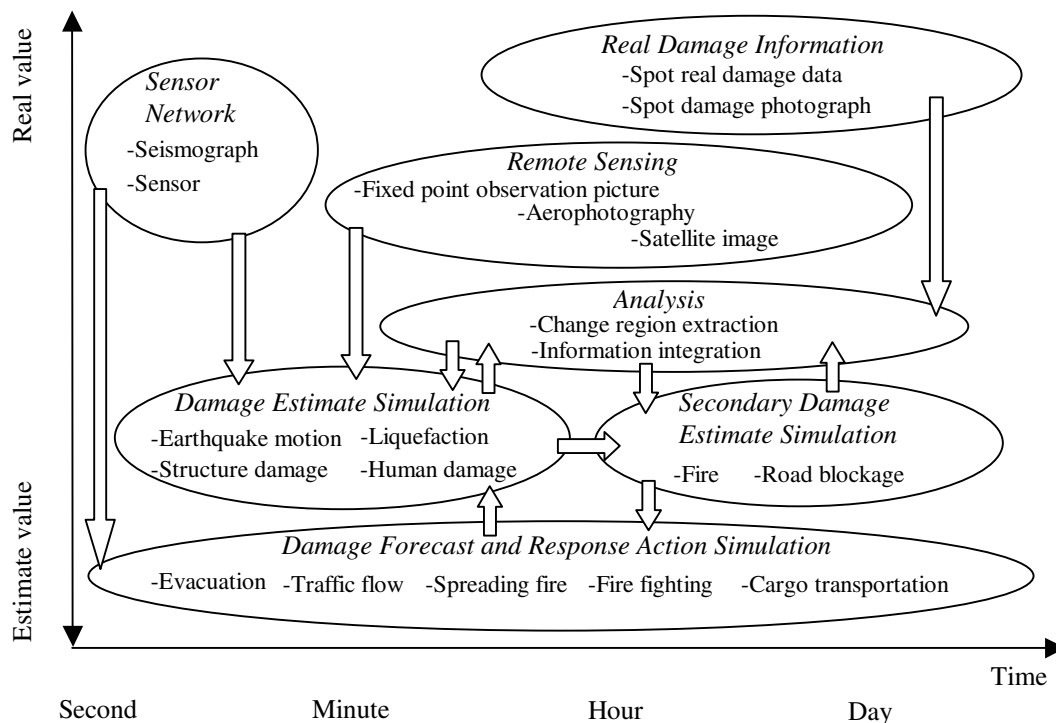 Real value
Estimate value
Sensor
Network
-Seismograph
-Sensor
Real Damage Information
-Spot real damage data
-Spot damage photograph
Remote Sensing
-Fixed point observation picture
-Aerophotography
-Satellite image
Analysis
-Change region extraction
-Information integration
Damage Estimate Simulation
-Earthquake motion -Liquefaction
-Structure damage -Human damage
Secondary Damage
Estimate Simulation
-Fire -Road blockage
Damage Forecast and Response Action Simulation
-Evacuation -Traffic flow -Spreading fire -Fire fighting -Cargo transportation
Time
Second Minute Hour Day